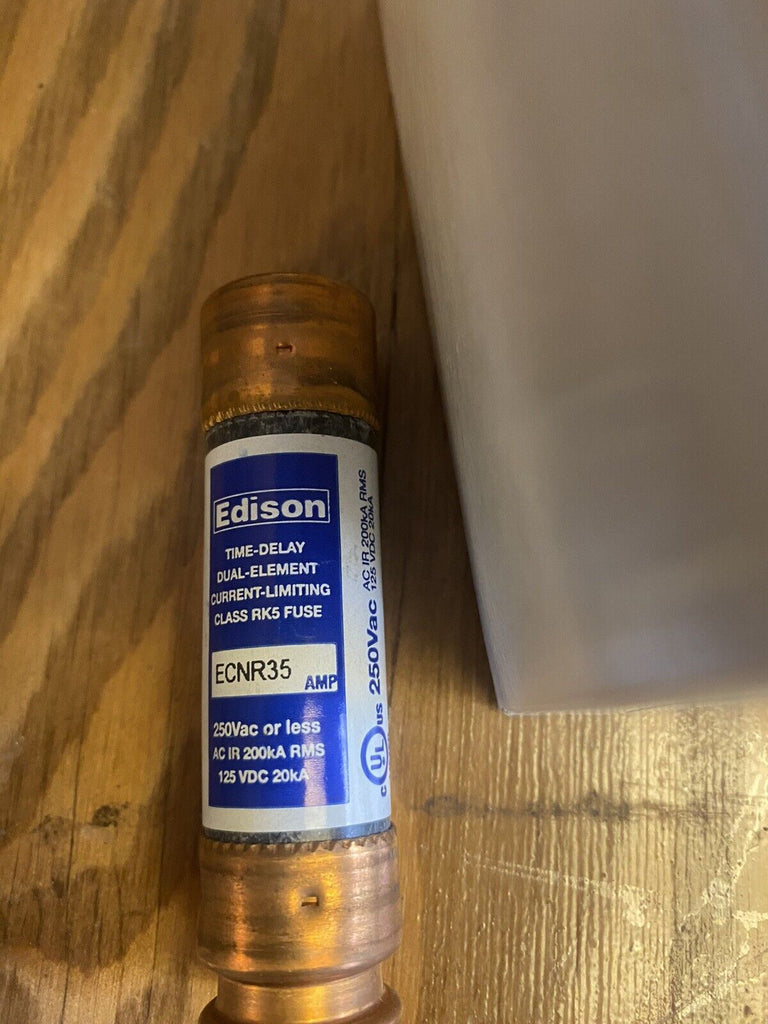 Edison
TIME-DELAY
DUAL-ELEMENT
CURRENT-LIMITING
CLASS RK5 FUSE
ECNR35
AMP
250Vac or less
AC IR 200kA RMS
125 VDC 20kA
c UL us
250Vac
AC IR 200kA RMS
125 VDC 20kA